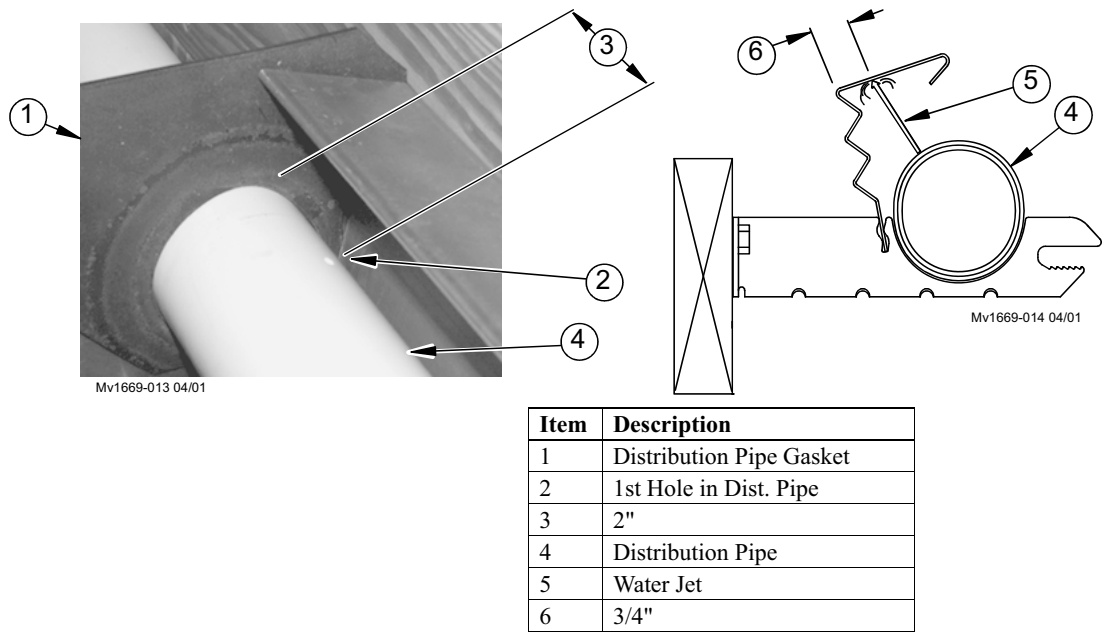 1
3
2
4
Mv1669-013 04/01
6
5
4
Mv1669-014 04/01
Item Description
1 Distribution Pipe Gasket
2 1st Hole in Dist. Pipe
3 2"
4 Distribution Pipe
5 Water Jet
6 3/4"